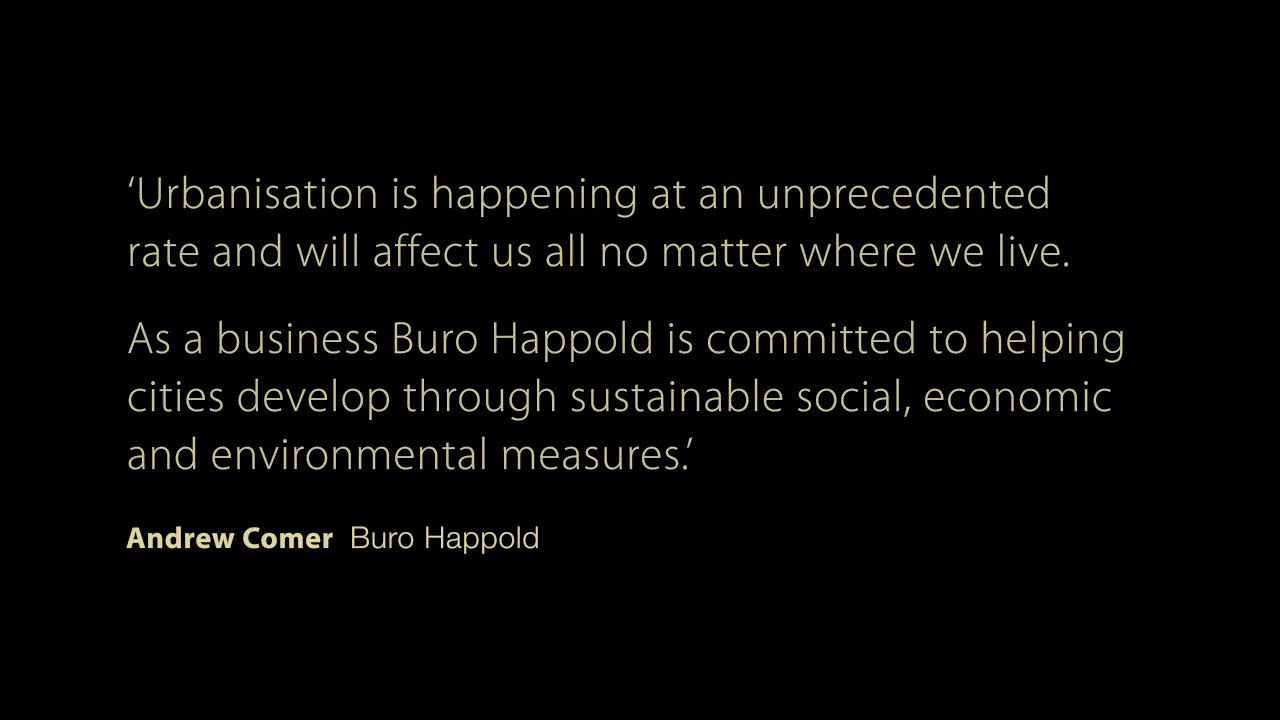 ‘Urbanisation is happening at an unprecedented
rate and will affect us all no matter where we live.
As a business Buro Happold is committed to helping
cities develop through sustainable social, economic
and environmental measures.’
Andrew Comer Buro Happold